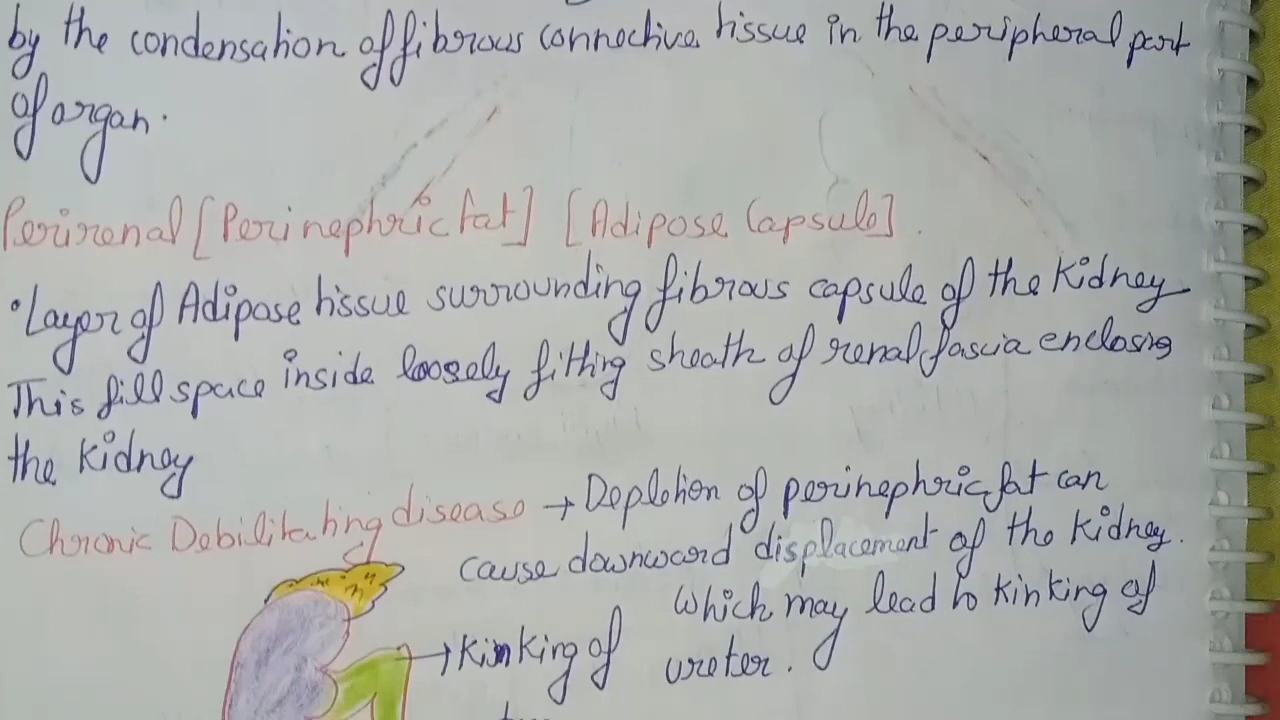 by the condensation of fibrous connective tissue in the peripheral part
of organ.
Perirenal [Perinephric fat] [Adipose Capsule].
• Layer of Adipose tissue surrounding fibrous capsule of the Kidney
This fill space inside loosely fitting sheath of renal fascia enclosing
the Kidney
Chronic Debilitating disease → Depletion of perinephric fat can
cause downward displacement of the Kidney.
which may lead to kinking of
ureter.
→ Kinking of